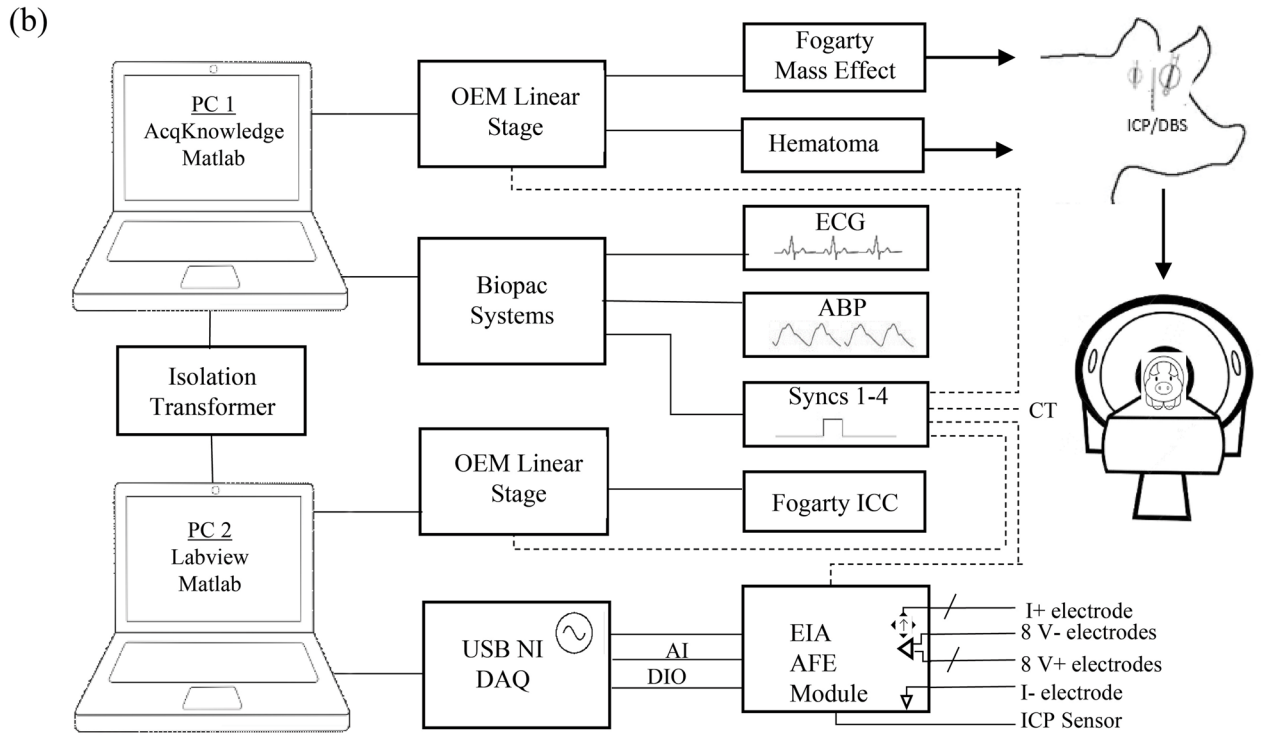 (b)
PC 1
AcqKnowledge
Matlab
OEM Linear
Stage
Fogarty
Mass Effect
Hematoma
ICP/DBS
Biopac
Systems
ECG
ABP
Syncs 1-4
CT
Isolation
Transformer
OEM Linear
Stage
Fogarty ICC
PC 2
Labview
Matlab
USB NI
DAQ
AI
DIO
EIA
AFE
Module
I+ electrode
8 V- electrodes
8 V+ electrodes
I- electrode
ICP Sensor